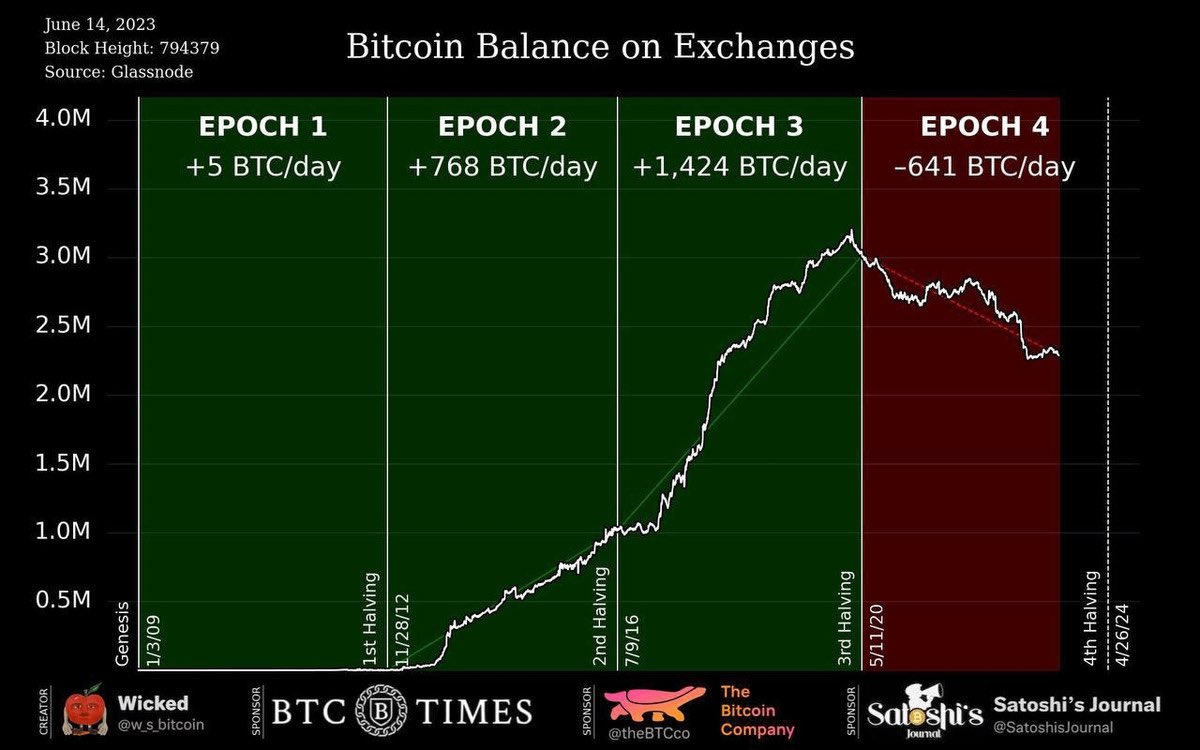 June 14, 2023
Block Height: 794379
Source: Glassnode
Bitcoin Balance on Exchanges
4.0M
3.5M
3.0M
2.5M
2.0M
1.5M
1.0M
0.5M
EPOCH 1
+5 BTC/day
EPOCH 2
+768 BTC/day
EPOCH 3
+1,424 BTC/day
EPOCH 4
–641 BTC/day
Genesis
1/3/09
1st Halving
11/28/12
2nd Halving
7/9/16
3rd Halving
5/11/20
4th Halving
4/26/24
CREATOR
Wicked
@w_s_bitcoin
SPONSOR
BTC B TIMES
SPONSOR
@theBTCco
The
Bitcoin
Company
SPONSOR
Satoshi's
Journal
Satoshi's Journal
@SatoshisJournal